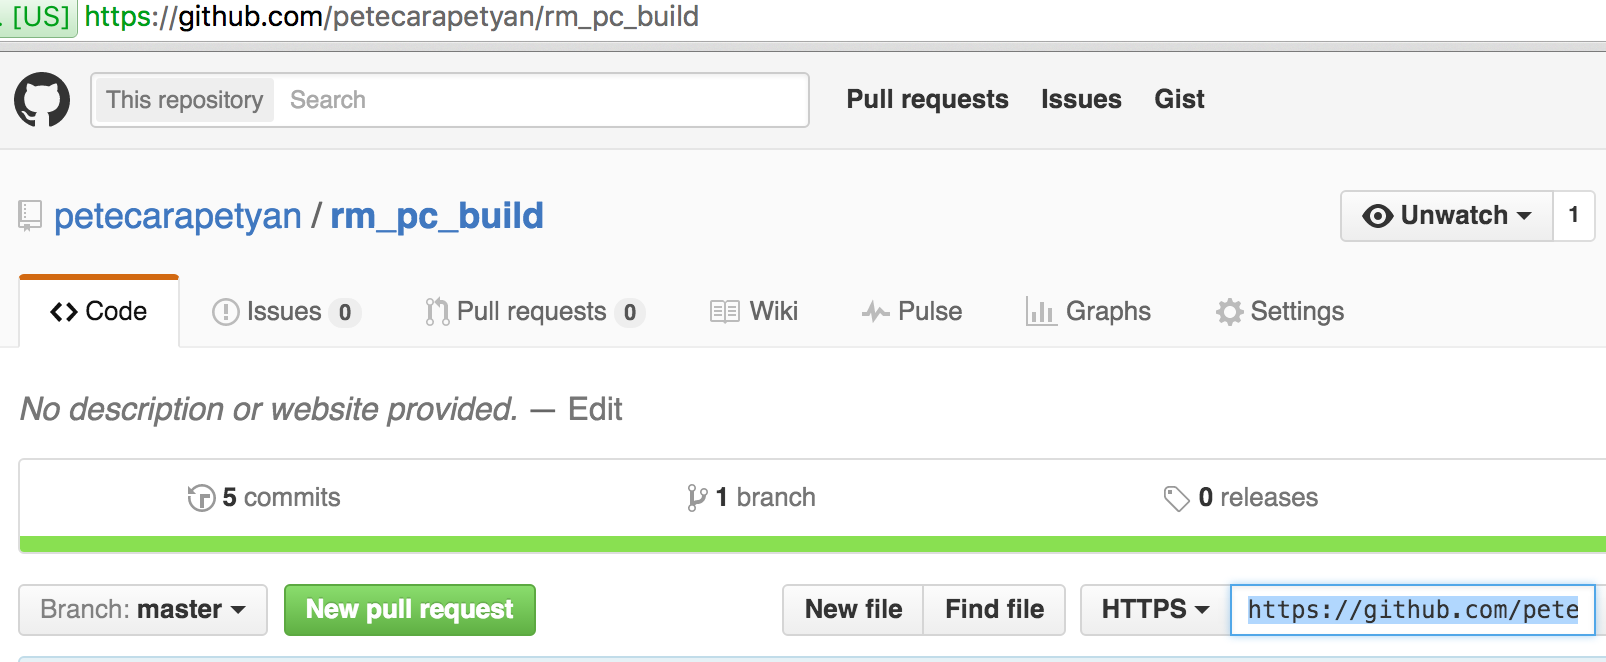 [US] https://github.com/petecarapetyan/rm_pc_build
This repository Search Pull requests Issues Gist
petecarapetyan / rm_pc_build Unwatch 1
Code Issues 0 Pull requests 0 Wiki Pulse Graphs Settings
No description or website provided. — Edit
5 commits 1 branch 0 releases
Branch: master New pull request New file Find file HTTPS https://github.com/pete